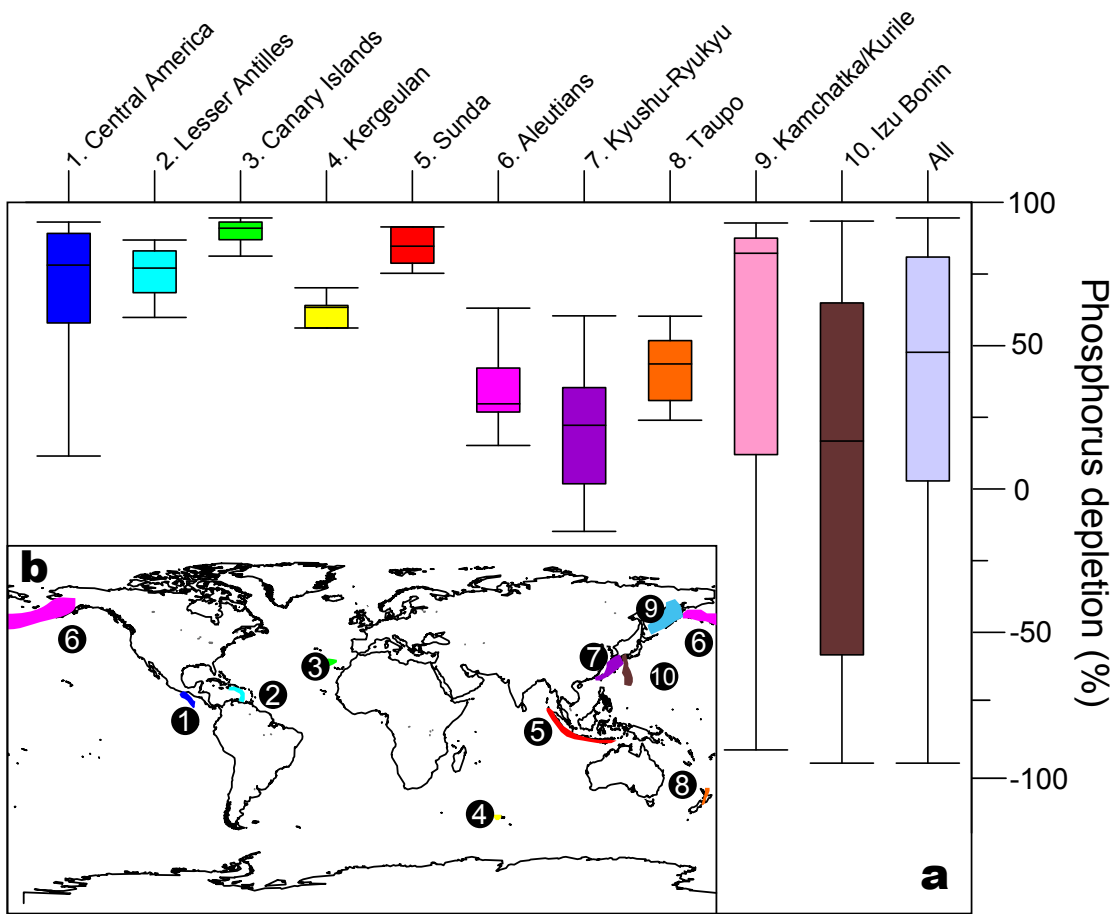 1. Central America
2. Lesser Antilles
3. Canary Islands
4. Kergeulan
5. Sunda
6. Aleutians
7. Kyushu-Ryukyu
8. Taupo
9. Kamchatka/Kurile
10. Izu Bonin
All
100
50
0
-50
-100
Phosphorus depletion (%)
b
6
1
2
3
4
5
7
9
6
10
8
a